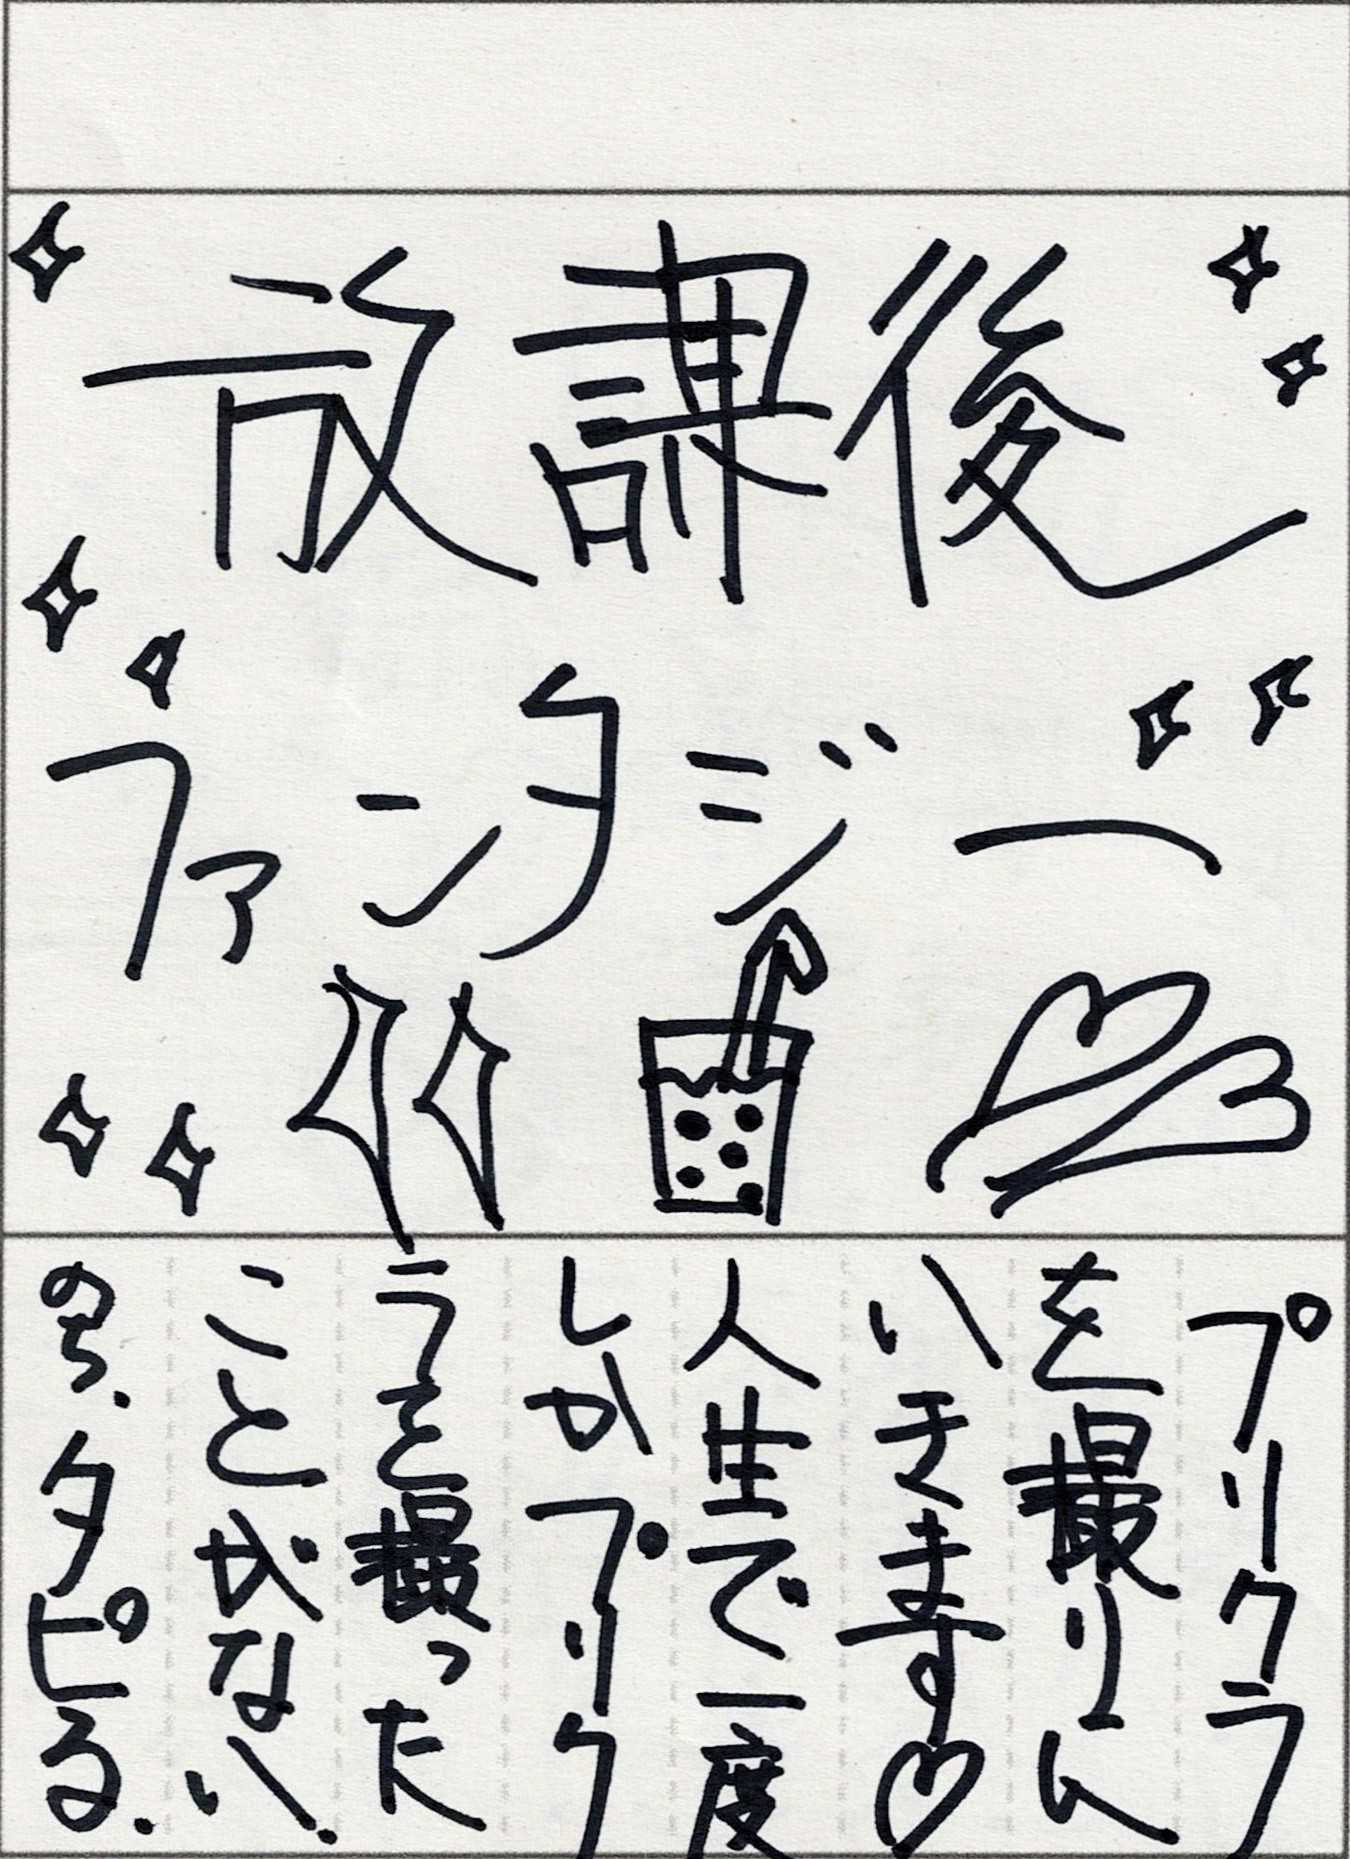 放課後
ファンタジー
プリクラ
を撮りに
いきます♡
人生で一度
しかプリク
ラを撮った
ことがない.
のち、タピる.